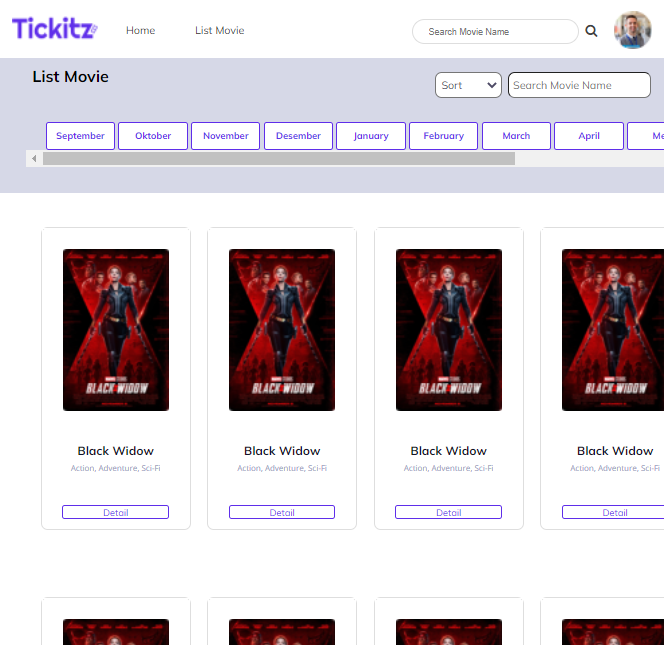 Tickitz
Home
List Movie
Search Movie Name
List Movie
Sort
Search Movie Name
September
Oktober
November
Desember
January
February
March
April
Me
BLACK WIDOW
BLACK WIDOW
BLACK WIDOW
BLACK WIDOW
Black Widow
Black Widow
Black Widow
Black Widow
Action, Adventure, Sci-Fi
Action, Adventure, Sci-Fi
Action, Adventure, Sci-Fi
Action, Adventure, Sci-Fi
Detail
Detail
Detail
Detail